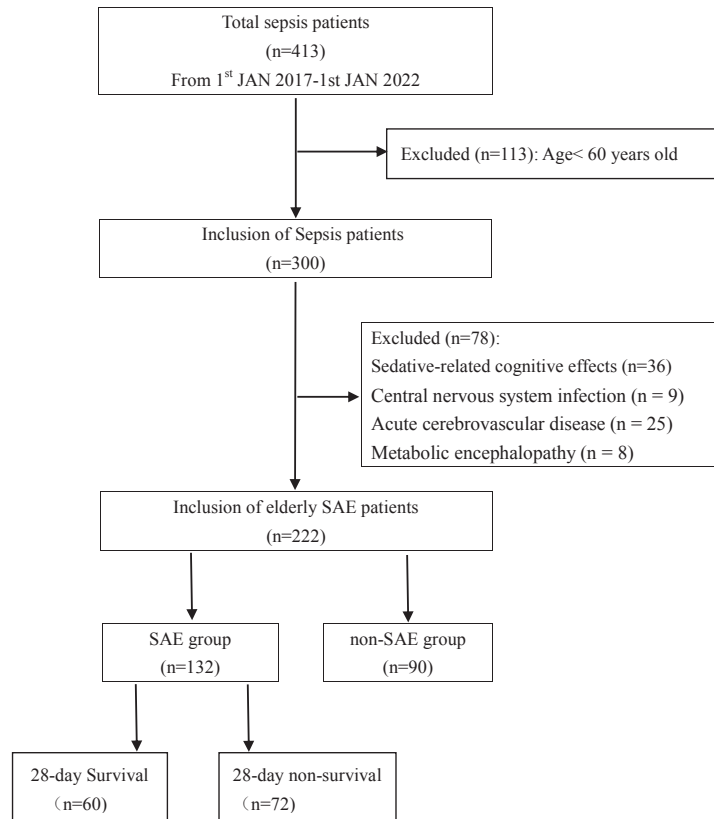 Total sepsis patients
(n=413)
From 1st JAN 2017-1st JAN 2022
Excluded (n=113): Age< 60 years old
Inclusion of Sepsis patients
(n=300)
Excluded (n=78):
Sedative-related cognitive effects (n=36)
Central nervous system infection (n = 9)
Acute cerebrovascular disease (n = 25)
Metabolic encephalopathy (n = 8)
Inclusion of elderly SAE patients
(n=222)
SAE group
(n=132)
non-SAE group
(n=90)
28-day Survival
（n=60)
28-day non-survival
（n=72)